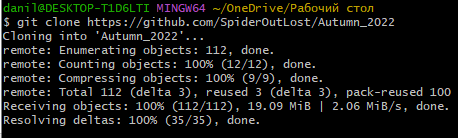 danil@DESKTOP-T1D6LTI MINGW64 ~/OneDrive/Рабочий стол
$ git clone https://github.com/SpiderOutLost/Autumn_2022
Cloning into 'Autumn_2022'...
remote: Enumerating objects: 112, done.
remote: Counting objects: 100% (12/12), done.
remote: Compressing objects: 100% (9/9), done.
remote: Total 112 (delta 3), reused 3 (delta 3), pack-reused 100
Receiving objects: 100% (112/112), 19.09 MiB | 2.06 MiB/s, done.
Resolving deltas: 100% (35/35), done.